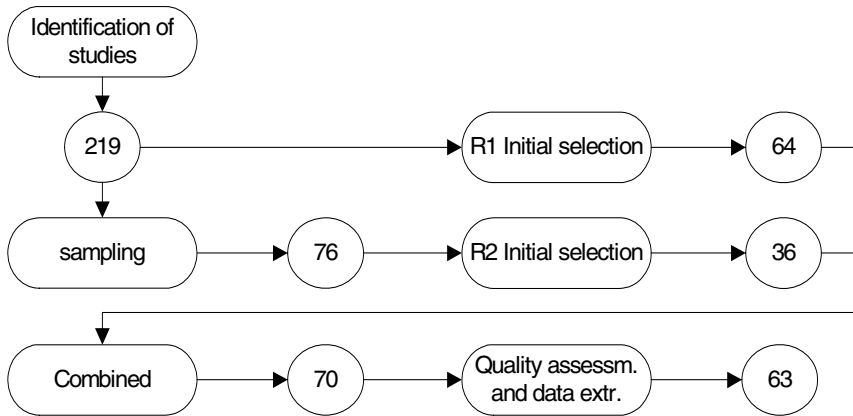 Identification of
studies
219
R1 Initial selection
64
sampling
76
R2 Initial selection
36
Combined
70
Quality assessm.
and data extr.
63